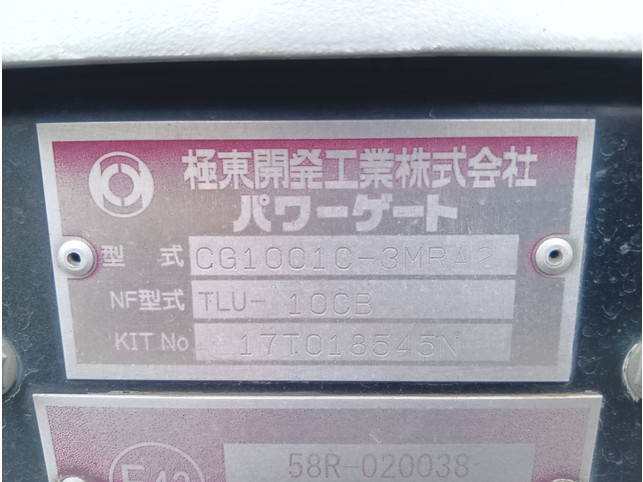 極東開発工業株式会社
パワーゲート
型 式 CG1001C-3MRA2
NF型式 TLU- 10CB
KIT No 17T018545N
58R-020038
E43